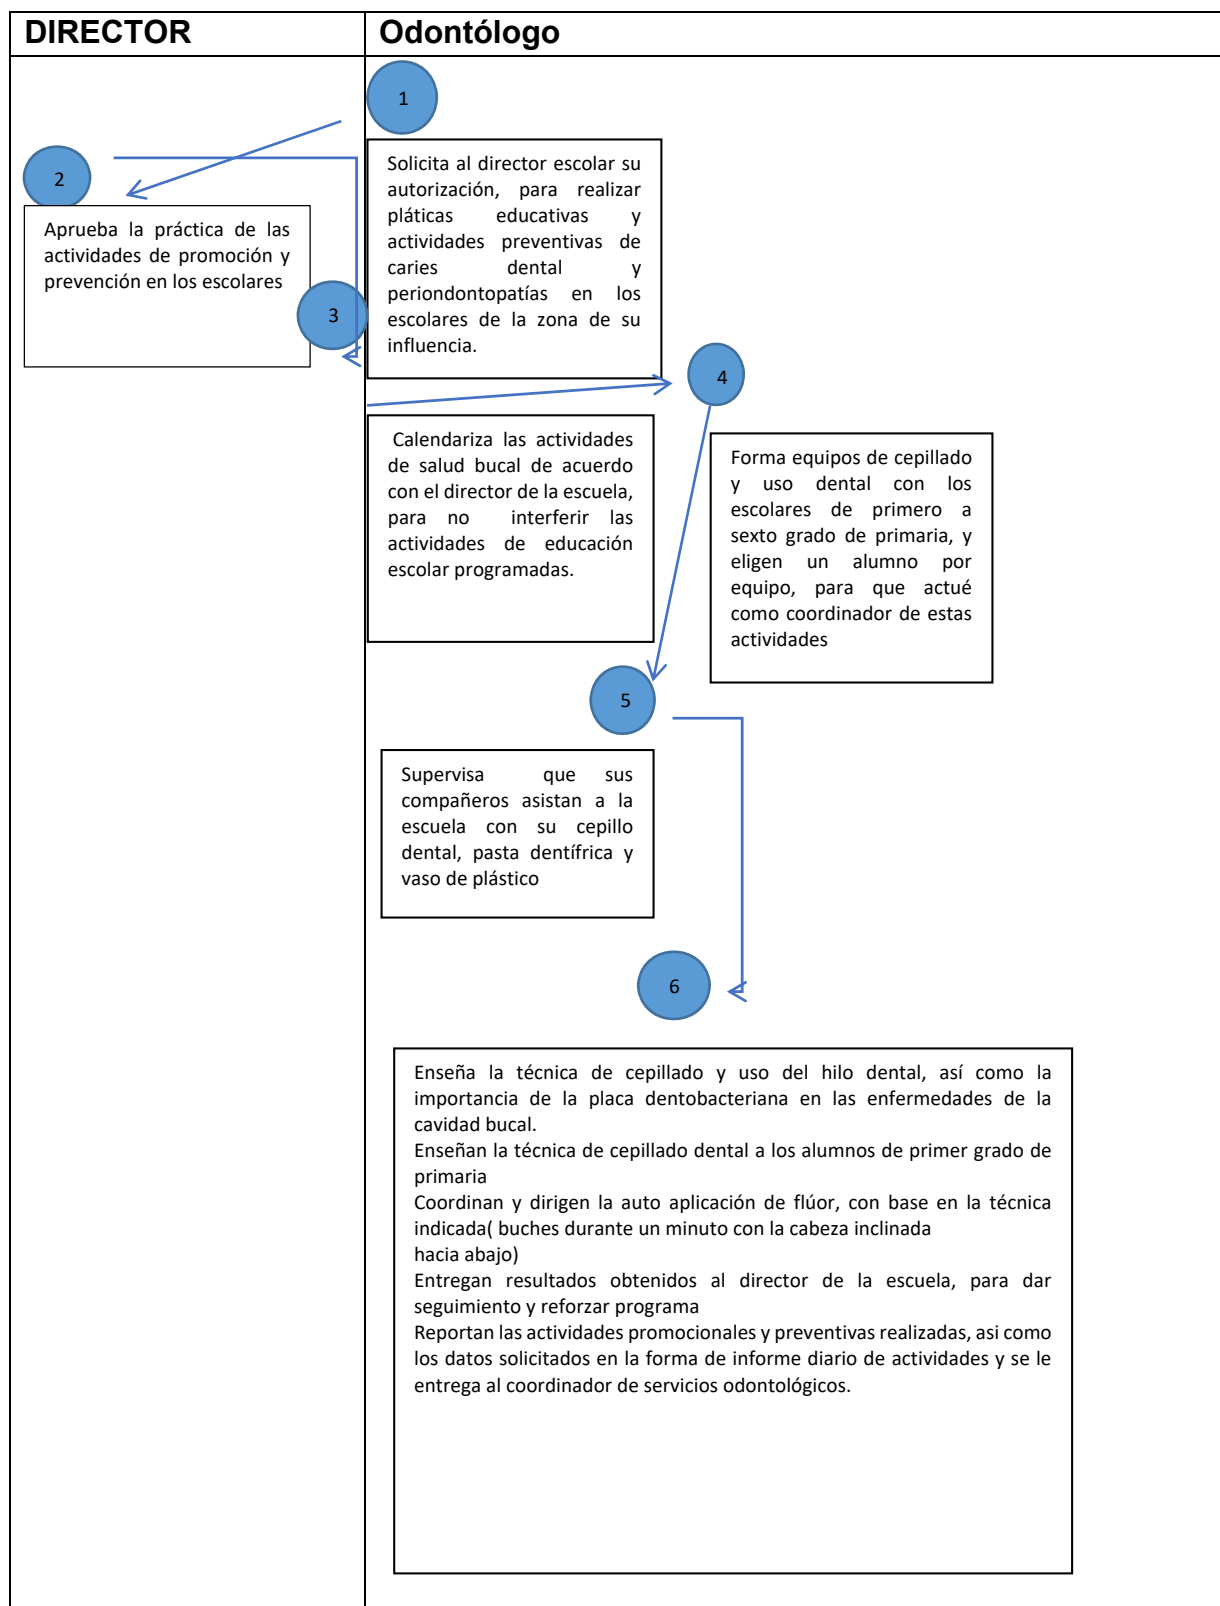 DIRECTOR
Odontólogo
1
Solicita al director escolar su
autorización, para realizar
pláticas educativas y
actividades preventivas de
caries dental y
periondontopatías en los
escolares de la zona de su
influencia.
2
Aprueba la práctica de las
actividades de promoción y
prevención en los escolares
3
Calendariza las actividades
de salud bucal de acuerdo
con el director de la escuela,
para no interferir las
actividades de educación
escolar programadas.
4
Forma equipos de cepillado
y uso dental con los
escolares de primero a
sexto grado de primaria, y
eligen un alumno por
equipo, para que actué
como coordinador de estas
actividades
5
Supervisa que sus
compañeros asistan a la
escuela con su cepillo
dental, pasta dentífrica y
vaso de plástico
6
Enseña la técnica de cepillado y uso del hilo dental, así como la
importancia de la placa dentobacteriana en las enfermedades de la
cavidad bucal.
Enseñan la técnica de cepillado dental a los alumnos de primer grado de
primaria
Coordinan y dirigen la auto aplicación de flúor, con base en la técnica
indicada( buches durante un minuto con la cabeza inclinada
hacia abajo)
Entregan resultados obtenidos al director de la escuela, para dar
seguimiento y reforzar programa
Reportan las actividades promocionales y preventivas realizadas, asi como
los datos solicitados en la forma de informe diario de actividades y se le
entrega al coordinador de servicios odontológicos.